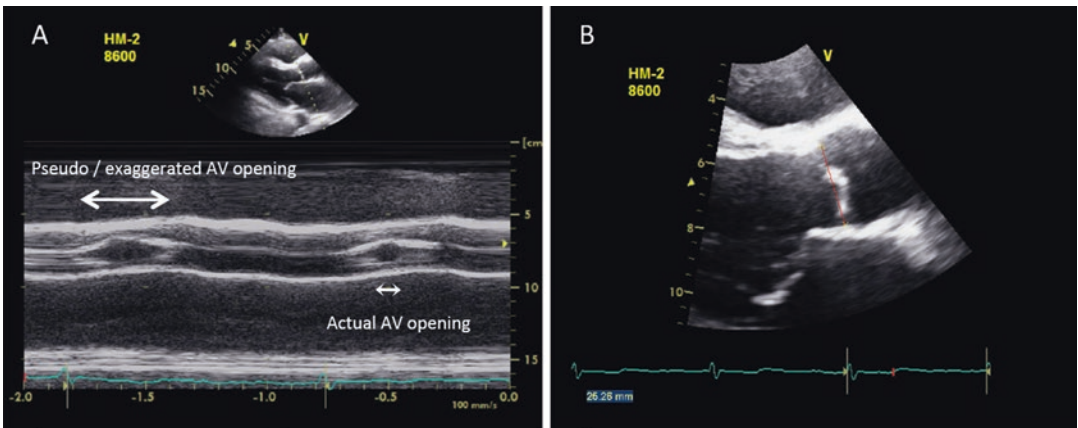 A
HM-2
8600
V
5
10
15
[cm
Pseudo / exaggerated AV opening
5
10
Actual AV opening
15
-2.0
-1.5
-1.0
-0.5
0.0
100 mm/s
B
HM-2
8600
V
4
6
8
10
26.26 mm